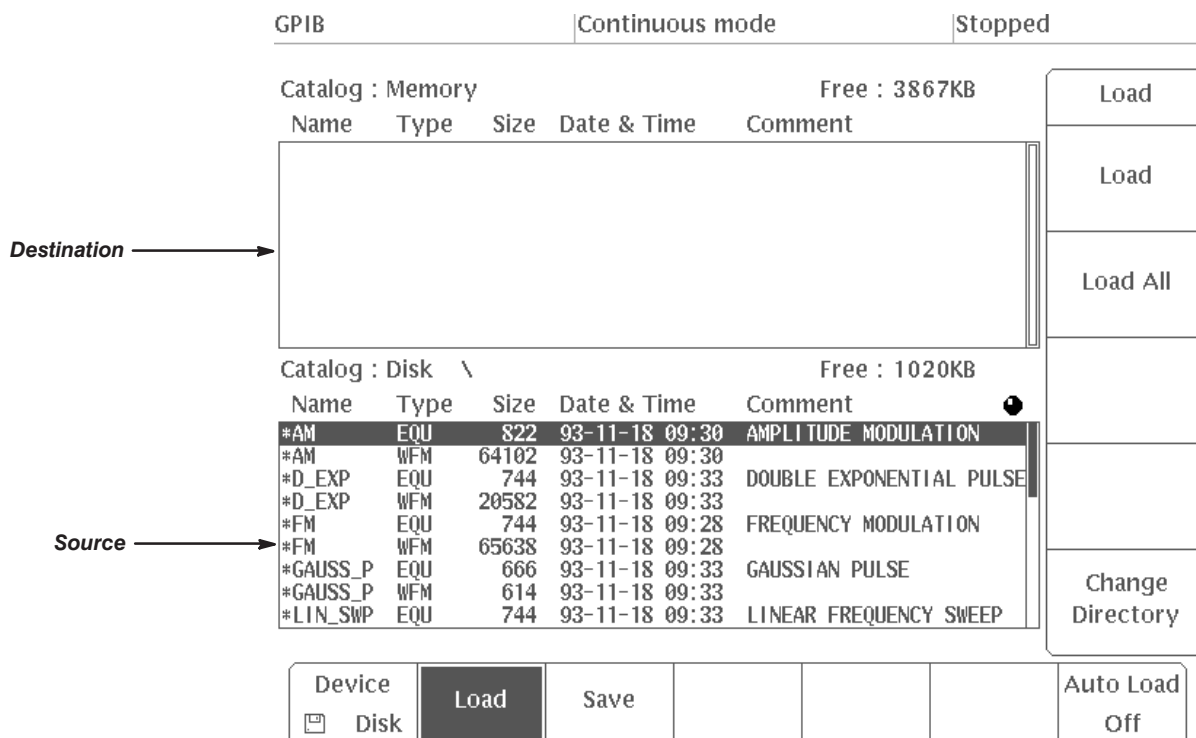 GPIB Continuous mode Stopped
Catalog : Memory Free : 3867KB
Name Type Size Date & Time Comment
Destination
Catalog : Disk \ Free : 1020KB
Name Type Size Date & Time Comment
*AM EQU 822 93-11-18 09:30 AMPLITUDE MODULATION
*AM WFM 64102 93-11-18 09:30
*D_EXP EQU 744 93-11-18 09:33 DOUBLE EXPONENTIAL PULSE
*D_EXP WFM 20582 93-11-18 09:33
*FM EQU 744 93-11-18 09:28 FREQUENCY MODULATION
*FM WFM 65638 93-11-18 09:28
*GAUSS_P EQU 666 93-11-18 09:33 GAUSSIAN PULSE
*GAUSS_P WFM 614 93-11-18 09:33
*LIN_SWP EQU 744 93-11-18 09:33 LINEAR FREQUENCY SWEEP
Source
Load
Load
Load All
Change
Directory
Device
Disk
Load
Save
Auto Load
Off